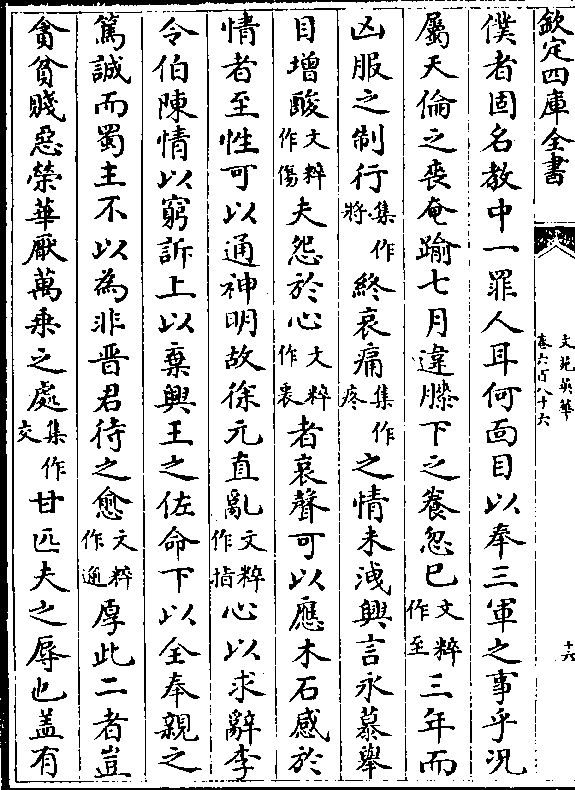 欽定四庫全書
文苑英華
卷六百八十六
十六
僕者固名教中一罪人耳何面目以奉三軍之事乎況
屬天倫之喪奄踰七月違膝下之養忽已文粹作至三年而
凶服之制行集作將終哀痛集作疼之情未洩興言永慕舉
目增酸文粹作傷夫怨於心文粹作裏者哀聲可以應木石感於
情者至性可以通神明故徐元直亂文粹作指心以求辭李
令伯陳情以窮訴上以棄興王之佐命下以全奉親之
篤誠而蜀主不以為非晉君待之愈文粹作逾厚此二者豈
貪貧賤惡榮華厭萬乗之處集作交甘匹夫之辱也盖有